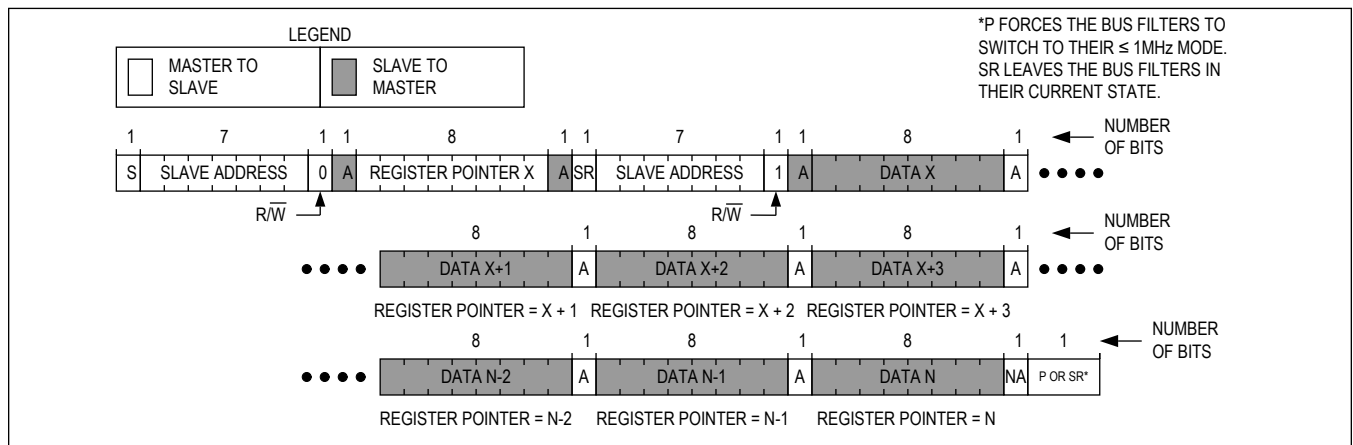 LEGEND
MASTER TO
SLAVE
SLAVE TO
MASTER
*P FORCES THE BUS FILTERS TO
SWITCH TO THEIR ≤ 1MHz MODE.
SR LEAVES THE BUS FILTERS IN
THEIR CURRENT STATE.
1 7 1 1 8 1 1 7 1 1 8 1
NUMBER
OF BITS
S SLAVE ADDRESS 0 A REGISTER POINTER X A SR SLAVE ADDRESS 1 A DATA X A
R/W̅ R/W̅
8 1 8 1 8 1
NUMBER
OF BITS
DATA X+1 A DATA X+2 A DATA X+3 A
REGISTER POINTER = X + 1 REGISTER POINTER = X + 2 REGISTER POINTER = X + 3
8 1 8 1 8 1 1
NUMBER
OF BITS
DATA N-2 A DATA N-1 A DATA N NA P OR SR*
REGISTER POINTER = N-2 REGISTER POINTER = N-1 REGISTER POINTER = N